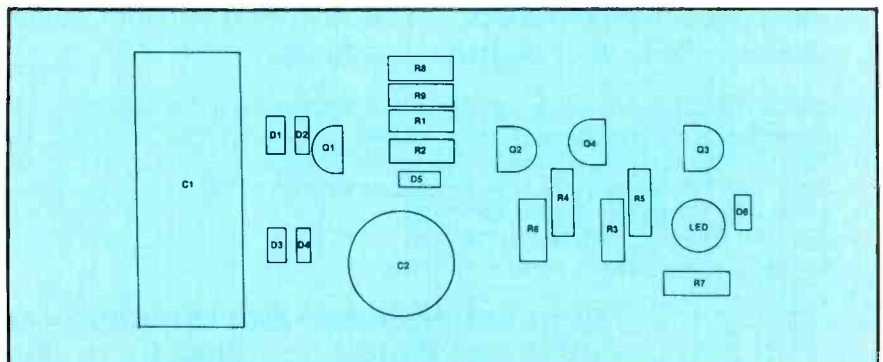 R8
R9
D1 D2 R1
Q1 R2 Q2 Q4 Q3
D5
C1
R4 R5
D6
R6 R3 LED
D3 D4
C2
R7